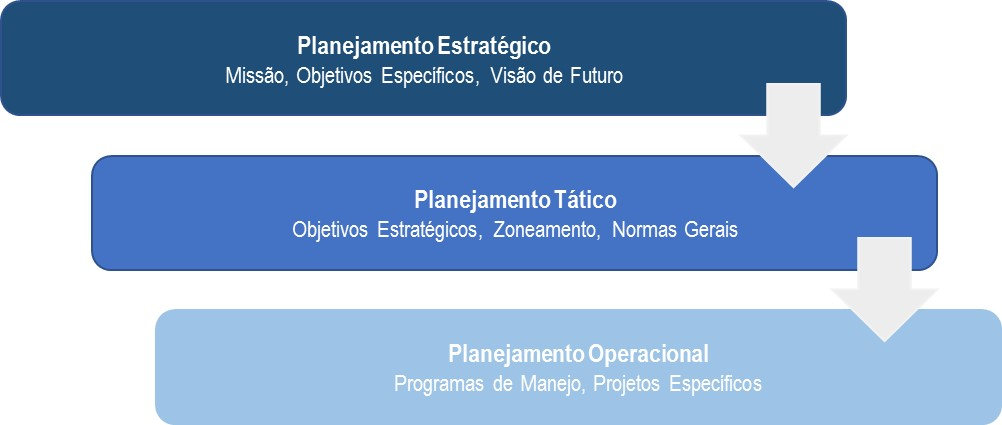 Planejamento Estratégico
Missão, Objetivos Específicos, Visão de Futuro
Planejamento Tático
Objetivos Estratégicos, Zoneamento, Normas Gerais
Planejamento Operacional
Programas de Manejo, Projetos Específicos